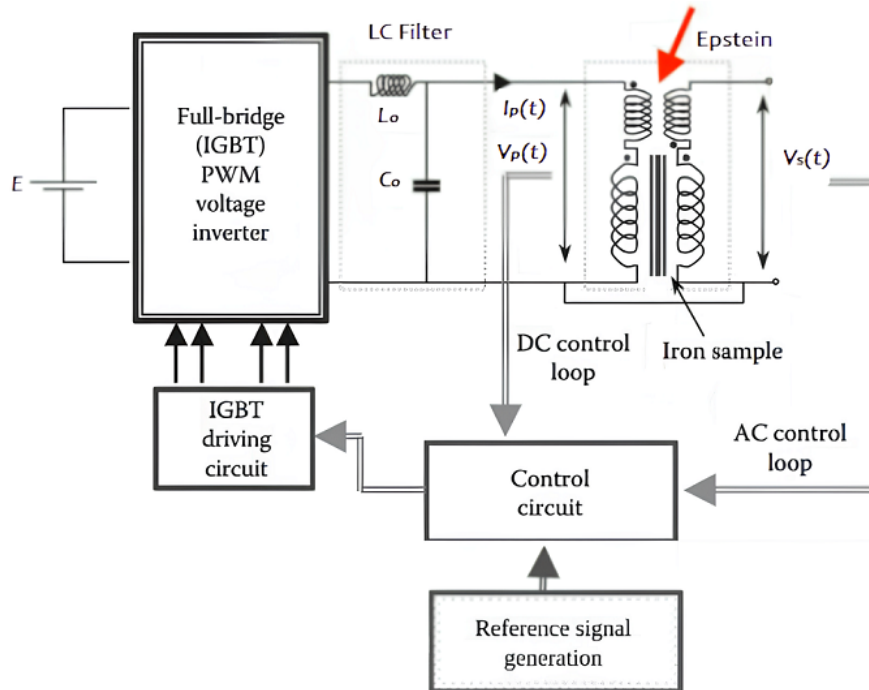 LC Filter
Epstein
Full-bridge
(IGBT)
PWM
voltage
inverter
E
Lo
Co
Ip(t)
Vp(t)
Vs(t)
DC control
loop
Iron sample
IGBT
driving
circuit
Control
circuit
AC control
loop
Reference signal
generation